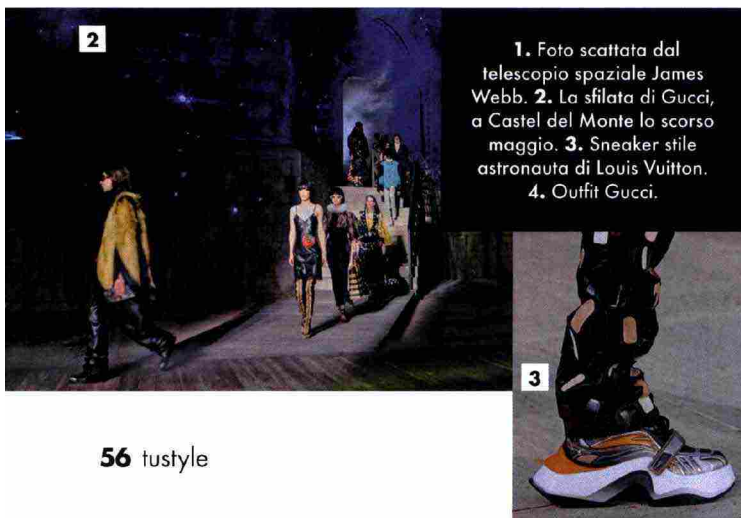 2
1. Foto scattata dal
telescopio spaziale James
Webb. 2. La sfilata di Gucci,
a Castel del Monte lo scorso
maggio. 3. Sneaker stile
astronauta di Louis Vuitton.
4. Outfit Gucci.
3
56 tustyle